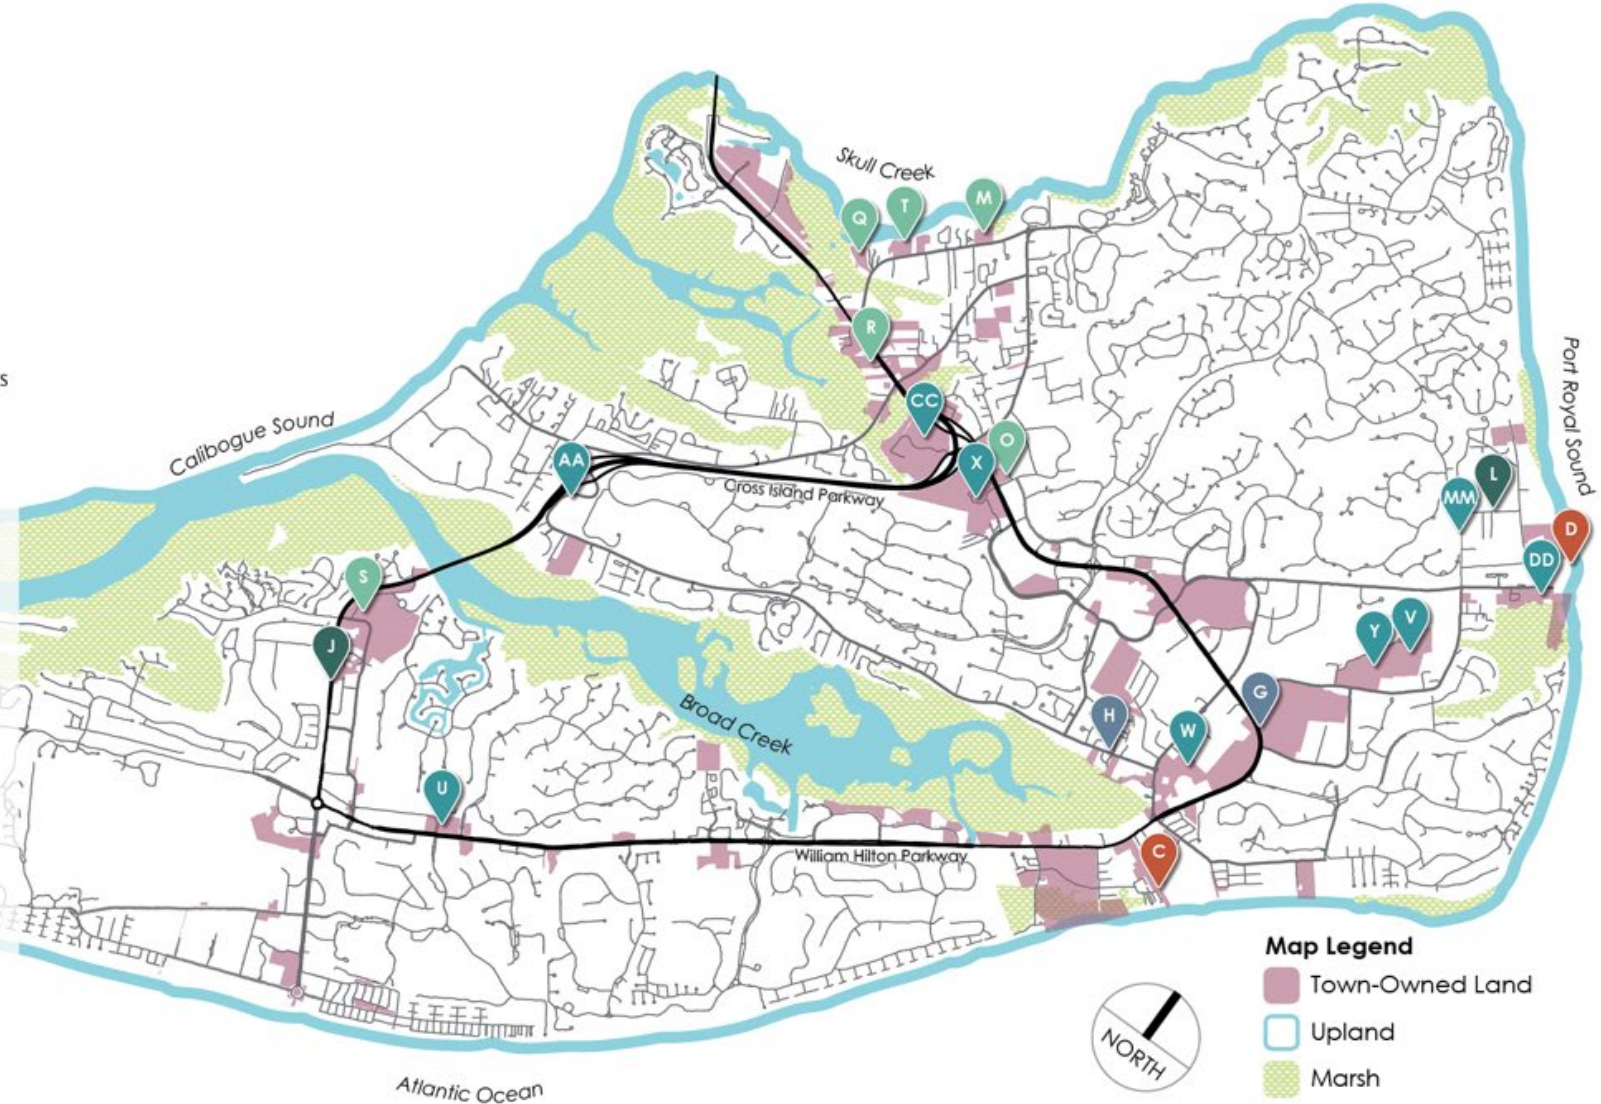 Skull Creek
M
T
Q
R
Port Royal Sound
s
CC
Calibogue Sound
O
AA
X
L
Cross Island Parkway
MM
D
DD
S
V
Y
J
G
H
Broad Creek
W
U
William Hilton Parkway
C
Map Legend
Town-Owned Land
Upland
NORTH
Marsh
Atlantic Ocean